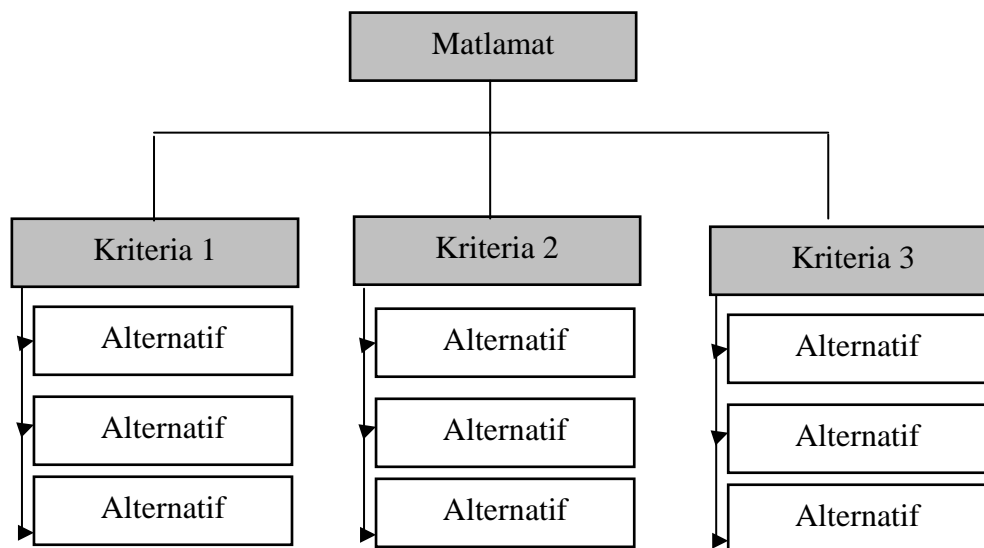 Matlamat
Kriteria 1
Kriteria 2
Kriteria 3
Alternatif
Alternatif
Alternatif
Alternatif
Alternatif
Alternatif
Alternatif
Alternatif
Alternatif